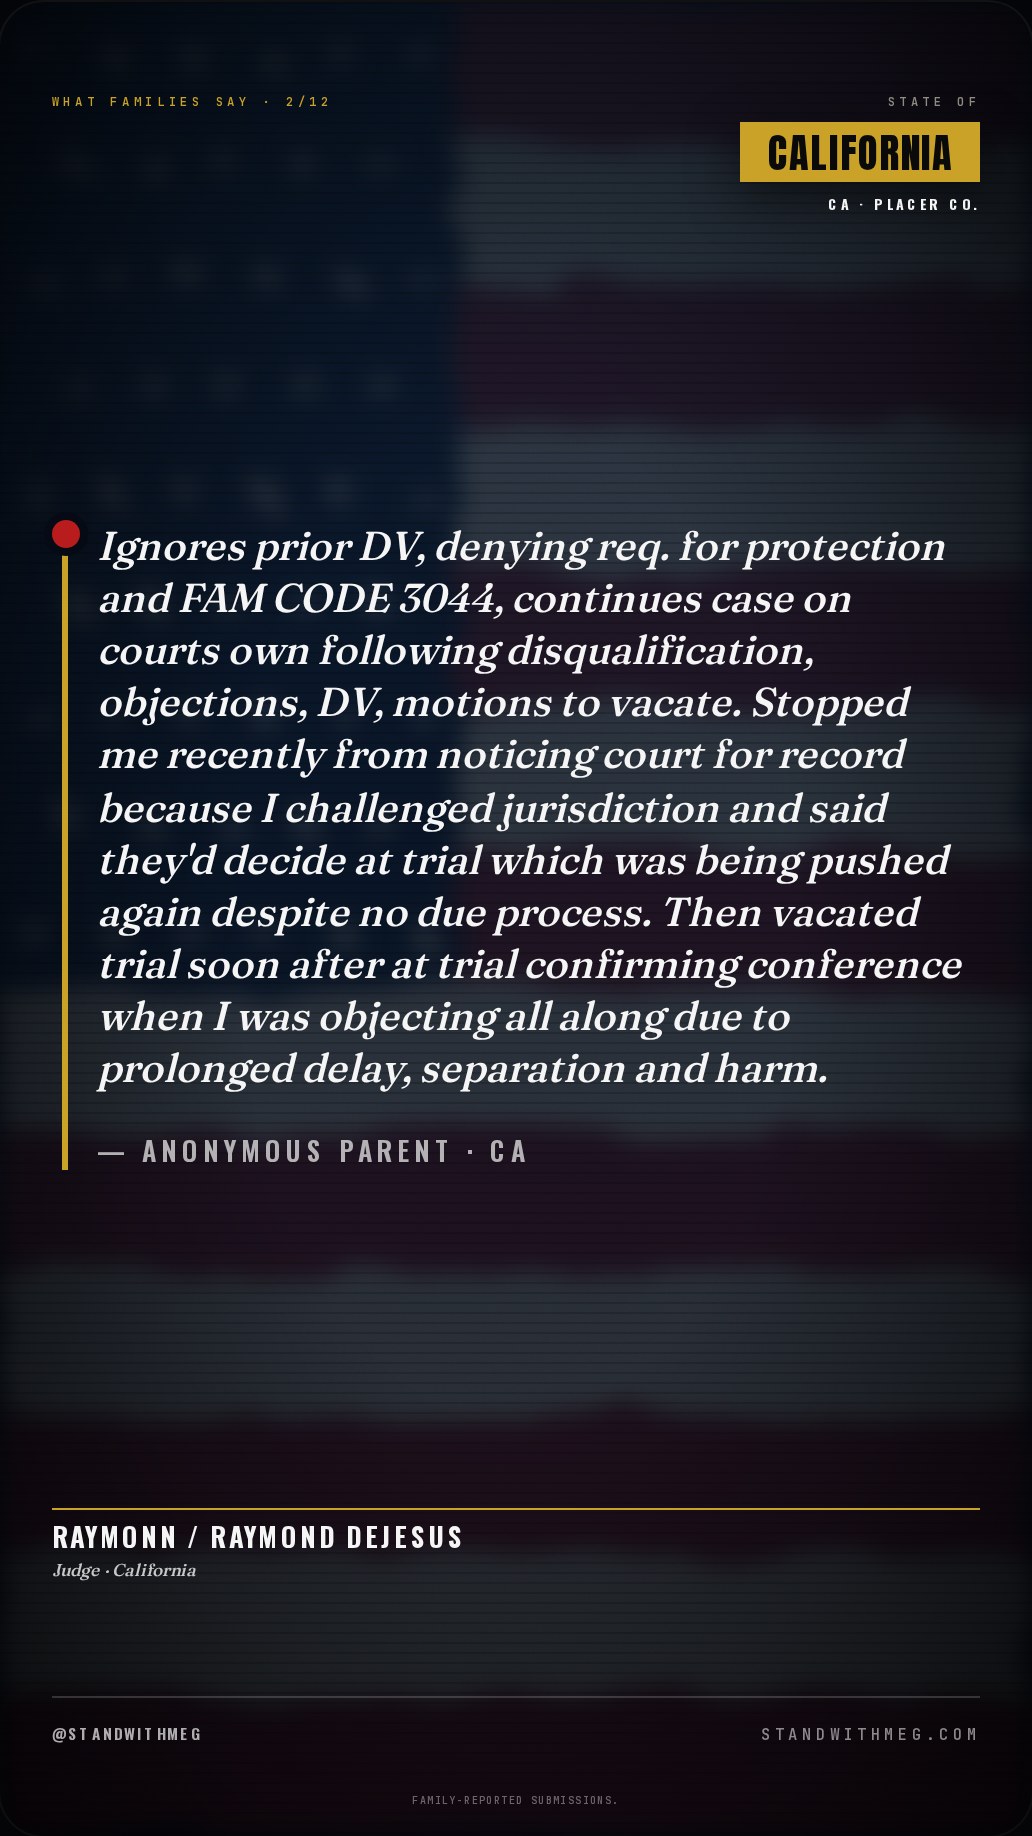 WHAT FAMILIES SAY · 2/12
STATE OF
CALIFORNIA
CA · PLACER CO.
Ignores prior DV, denying req. for protection
and FAM CODE 3044, continues case on
courts own following disqualification,
objections, DV, motions to vacate. Stopped
me recently from noticing court for record
because I challenged jurisdiction and said
they'd decide at trial which was being pushed
again despite no due process. Then vacated
trial soon after at trial confirming conference
when I was objecting all along due to
prolonged delay, separation and harm.
— ANONYMOUS PARENT · CA
RAYMONN / RAYMOND DEJESUS
Judge · California
@STANDWITHMEG
STANDWITHMEG.COM
FAMILY-REPORTED SUBMISSIONS.